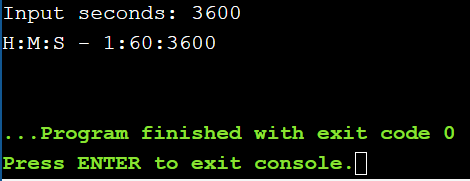 Input seconds: 3600
H:M:S - 1:60:3600
...Program finished with exit code 0
Press ENTER to exit console.